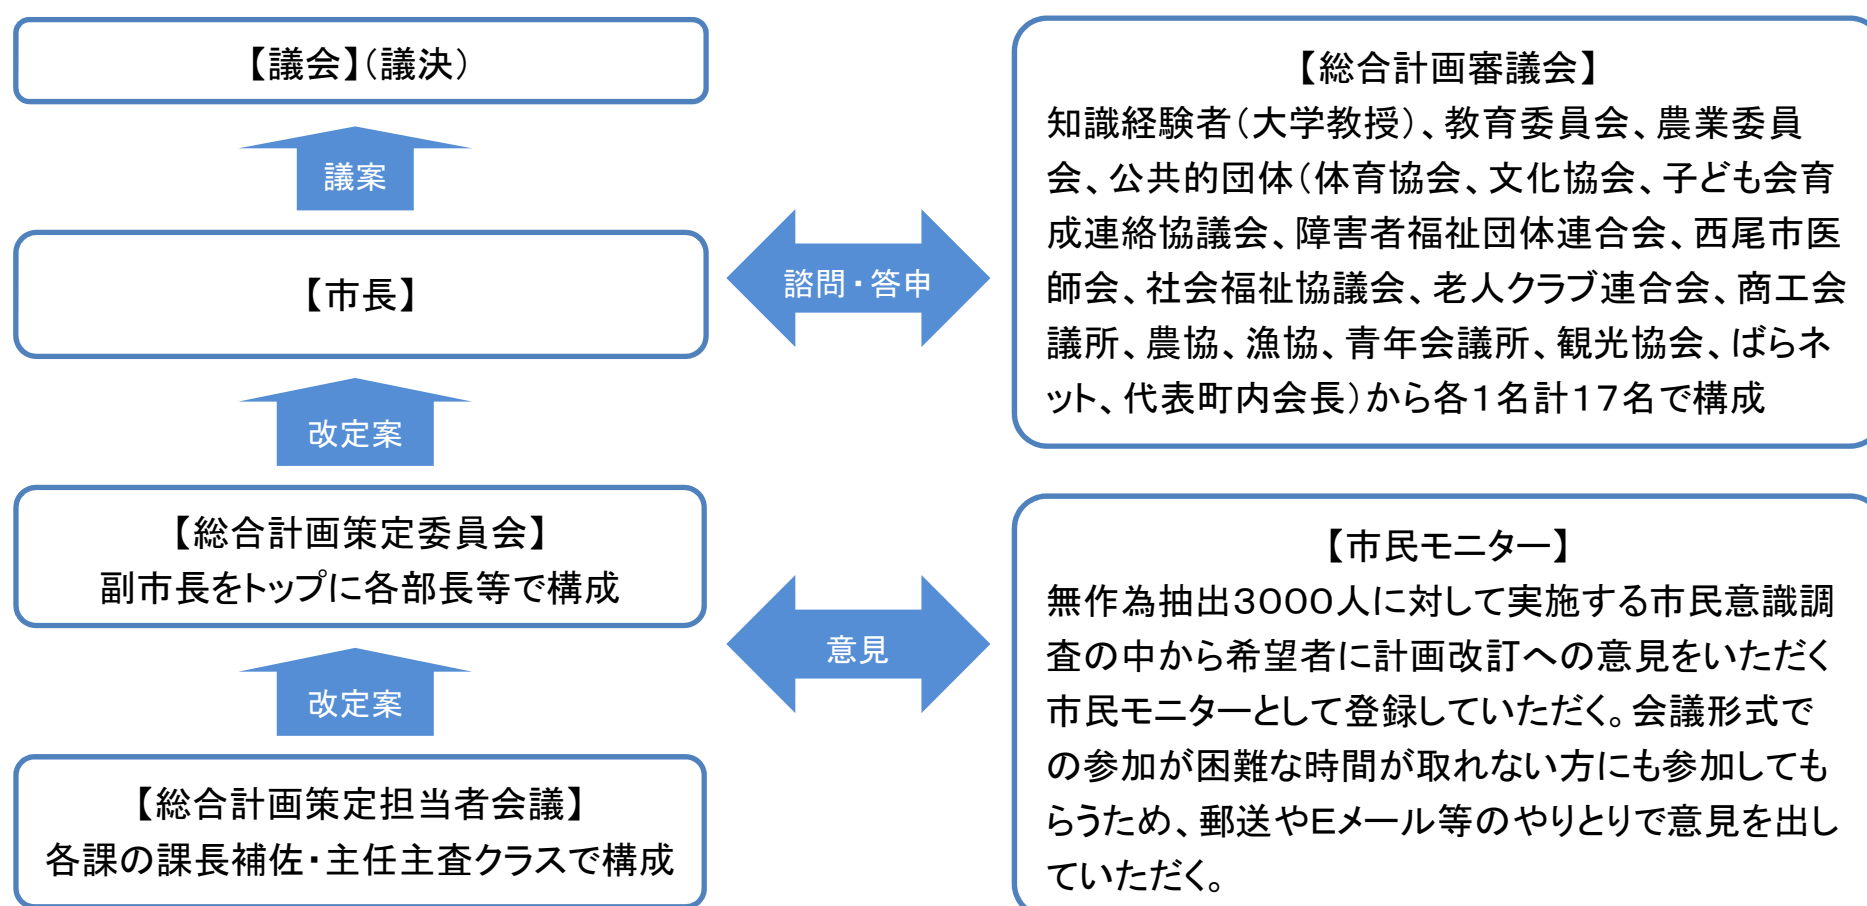 【議会】（議決）
議案
【市長】
改定案
【総合計画策定委員会】
副市長をトップに各部長等で構成
改定案
【総合計画策定担当者会議】
各課の課長補佐・主任主査クラスで構成
諮問・答申
意見
【総合計画審議会】
知識経験者（大学教授）、教育委員会、農業委員
会、公共的団体（体育協会、文化協会、子ども会育
成連絡協議会、障害者福祉団体連合会、西尾市医
師会、社会福祉協議会、老人クラブ連合会、商工会
議所、農協、漁協、青年会議所、観光協会、ばらネ
ット、代表町内会長）から各１名計１７名で構成
【市民モニター】
無作為抽出３０００人に対して実施する市民意識調
査の中から希望者に計画改訂への意見をいただく
市民モニターとして登録していただく。会議形式で
の参加が困難な時間が取れない方にも参加しても
らうため、郵送やＥメール等のやりとりで意見を出し
ていただく。